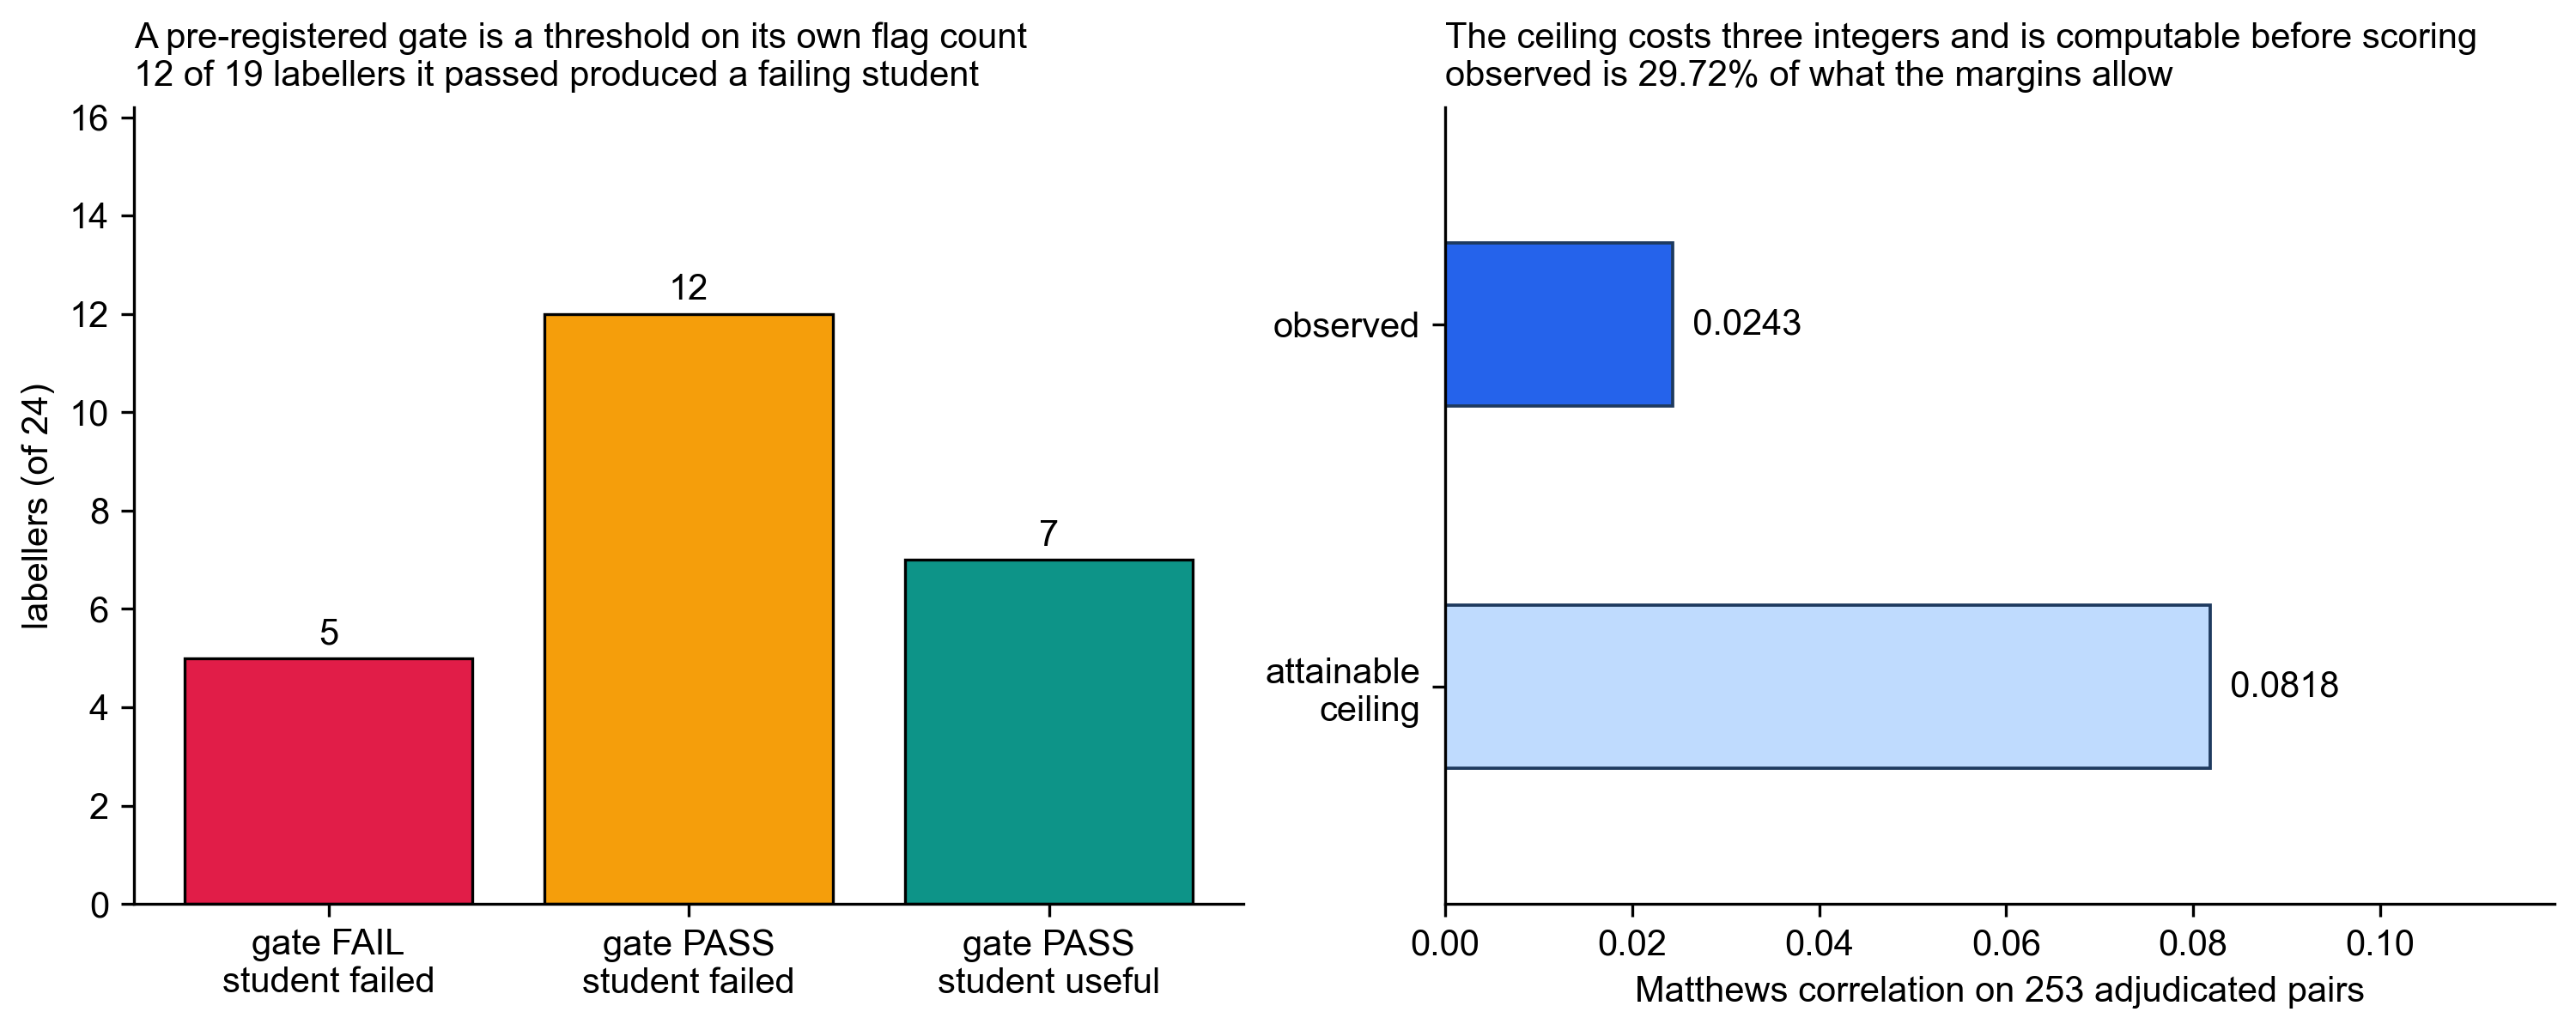 A pre-registered gate is a threshold on its own flag count
12 of 19 labellers it passed produced a failing student
16
14
12
10
8
6
4
2
0
labellers (of 24)
5
12
7
gate FAIL
student failed
gate PASS
student failed
gate PASS
student useful
The ceiling costs three integers and is computable before scoring
observed is 29.72% of what the margins allow
observed
0.0243
attainable
ceiling
0.0818
0.00 0.02 0.04 0.06 0.08 0.10
Matthews correlation on 253 adjudicated pairs